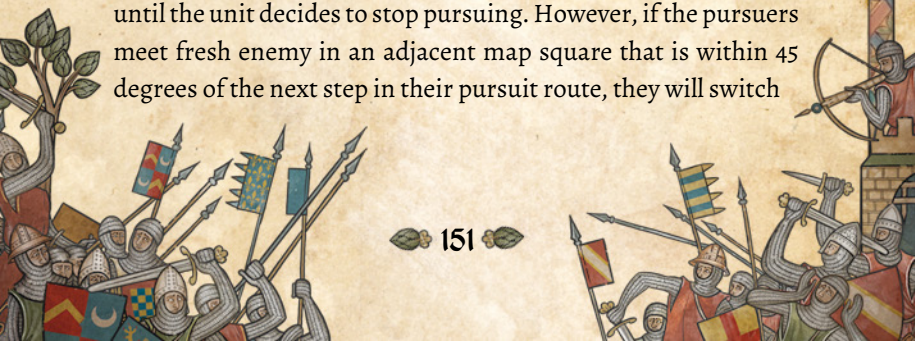 until the unit decides to stop pursuing. However, if the pursuers
meet fresh enemy in an adjacent map square that is within 45
degrees of the next step in their pursuit route, they will switch
151